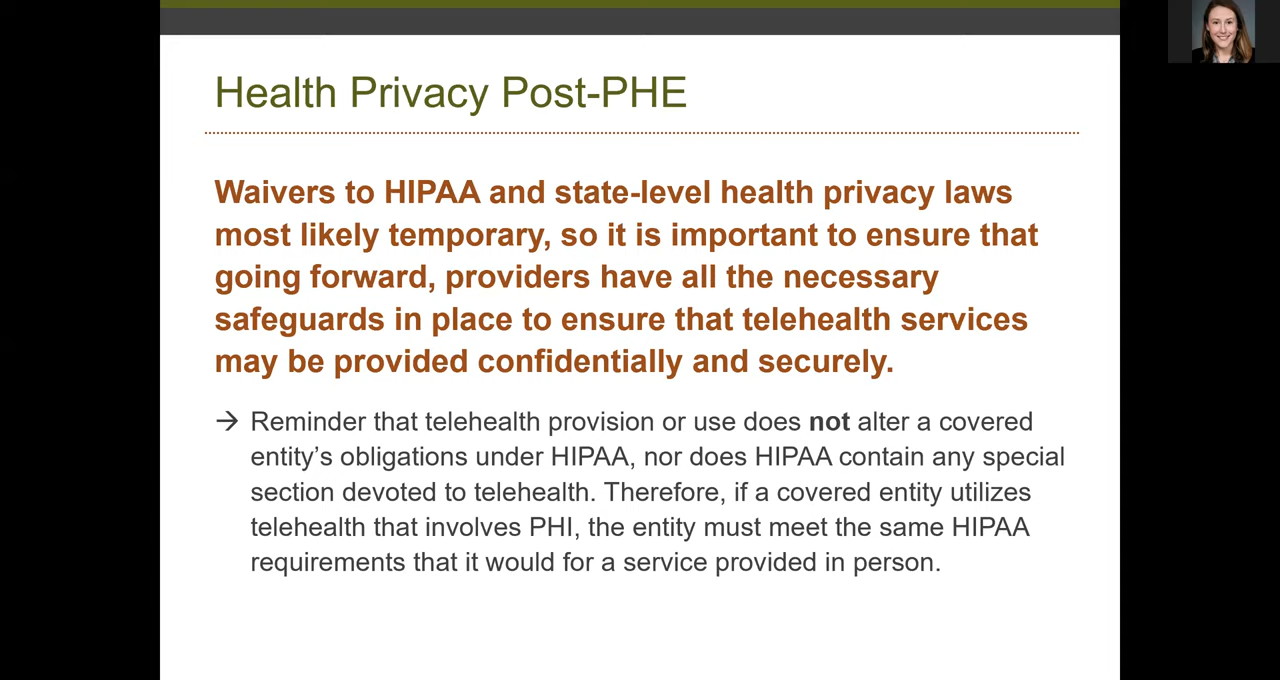 Health Privacy Post-PHE
Waivers to HIPAA and state-level health privacy laws
most likely temporary, so it is important to ensure that
going forward, providers have all the necessary
safeguards in place to ensure that telehealth services
may be provided confidentially and securely.
→ Reminder that telehealth provision or use does not alter a covered
entity’s obligations under HIPAA, nor does HIPAA contain any special
section devoted to telehealth. Therefore, if a covered entity utilizes
telehealth that involves PHI, the entity must meet the same HIPAA
requirements that it would for a service provided in person.